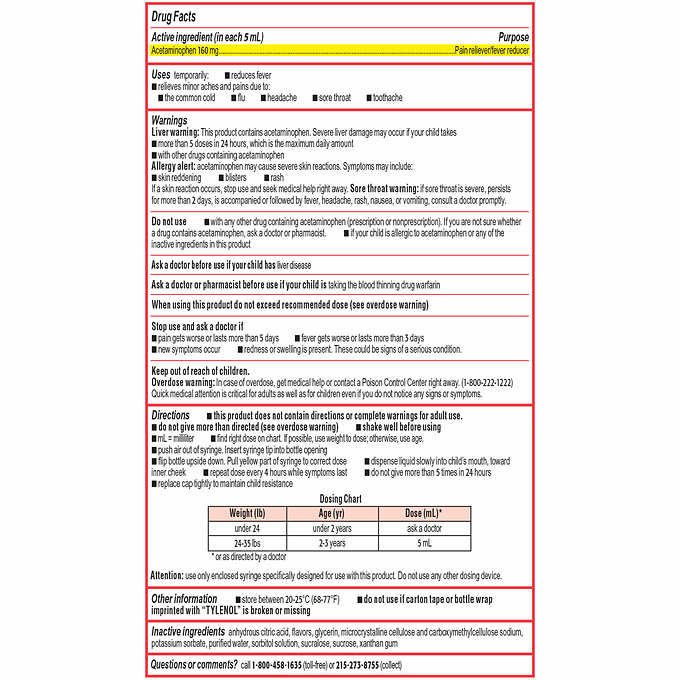 Drug Facts
Active ingredient (in each 5 mL) Purpose
Acetaminophen 160 mg........Pain reliever/fever reducer
Uses temporarily: ■ reduces fever
■ relieves minor aches and pains due to:
■ the common cold ■ flu ■ headache ■ sore throat ■ toothache
Warnings
Liver warning: This product contains acetaminophen. Severe liver damage may occur if your child takes
■ more than 5 doses in 24 hours, which is the maximum daily amount
■ with other drugs containing acetaminophen
Allergy alert: acetaminophen may cause severe skin reactions. Symptoms may include:
■ skin reddening ■ blisters ■ rash
If a skin reaction occurs, stop use and seek medical help right away. Sore throat warning: if sore throat is severe, persists
for more than 2 days, is accompanied or followed by fever, headache, rash, nausea, or vomiting, consult a doctor promptly.
Do not use ■ with any other drug containing acetaminophen (prescription or nonprescription). If you are not sure whether
a drug contains acetaminophen, ask a doctor or pharmacist. ■ if your child is allergic to acetaminophen or any of the
inactive ingredients in this product
Ask a doctor before use if your child has liver disease
Ask a doctor or pharmacist before use if your child is taking the blood thinning drug warfarin
When using this product do not exceed recommended dose (see overdose warning)
Stop use and ask a doctor if
■ pain gets worse or lasts more than 5 days ■ fever gets worse or lasts more than 3 days
■ new symptoms occur ■ redness or swelling is present. These could be signs of a serious condition.
Keep out of reach of children.
Overdose warning: In case of overdose, get medical help or contact a Poison Control Center right away. (1-800-222-1222)
Quick medical attention is critical for adults as well as for children even if you do not notice any signs or symptoms.
Directions ■ this product does not contain directions or complete warnings for adult use.
■ do not give more than directed (see overdose warning) ■ shake well before using
■ mL = milliliter ■ find right dose on chart. If possible, use weight to dose; otherwise, use age.
■ push air out of syringe. Insert syringe tip into bottle opening
■ flip bottle upside down. Pull yellow part of syringe to correct dose ■ dispense liquid slowly into child's mouth, toward
inner cheek ■ repeat dose every 4 hours while symptoms last ■ do not give more than 5 times in 24 hours
■ replace cap tightly to maintain child resistance
Dosing Chart
Weight (lb) Age (yr) Dose (mL)*
under 24 under 2 years ask a doctor
24-35 lbs 2-3 years 5 mL
* or as directed by a doctor
Attention: use only enclosed syringe specifically designed for use with this product. Do not use any other dosing device.
Other information ■ store between 20-25°C (68-77°F) ■ do not use if carton tape or bottle wrap
imprinted with "TYLENOL" is broken or missing
Inactive ingredients anhydrous citric acid, flavors, glycerin, microcrystalline cellulose and carboxymethylcellulose sodium,
potassium sorbate, purified water, sorbitol solution, sucralose, sucrose, xanthan gum
Questions or comments? call 1-800-458-1635 (toll-free) or 215-273-8755 (collect)